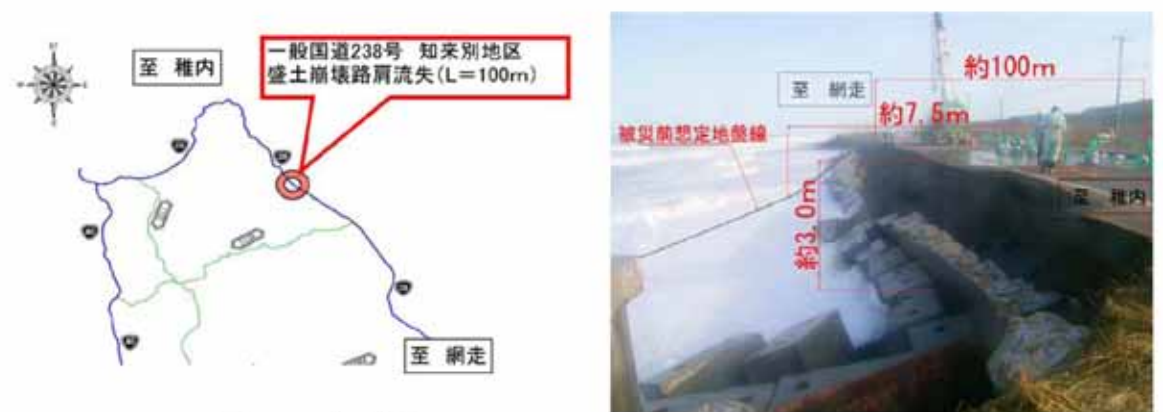 至 稚内
一般国道238号 知来別地区
盛土崩壊路肩流失(L=100m)
至 網走
約100m
至 網走
約7.5m
被災前想定地盤線
約3.0m
至 稚内